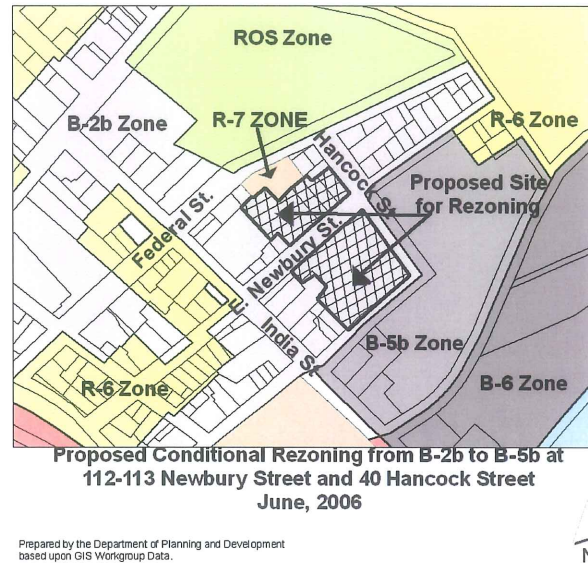 ROS Zone
B-2b Zone
R-7 ZONE
R-6 Zone
Hancock St.
Proposed Site
for Rezoning
Federal St.
E. Newbury St.
India St.
B-5b Zone
R-6 Zone
B-6 Zone
Proposed Conditional Rezoning from B-2b to B-5b at
112-113 Newbury Street and 40 Hancock Street
June, 2006
Prepared by the Department of Planning and Development
based upon GIS Workgroup Data.
N